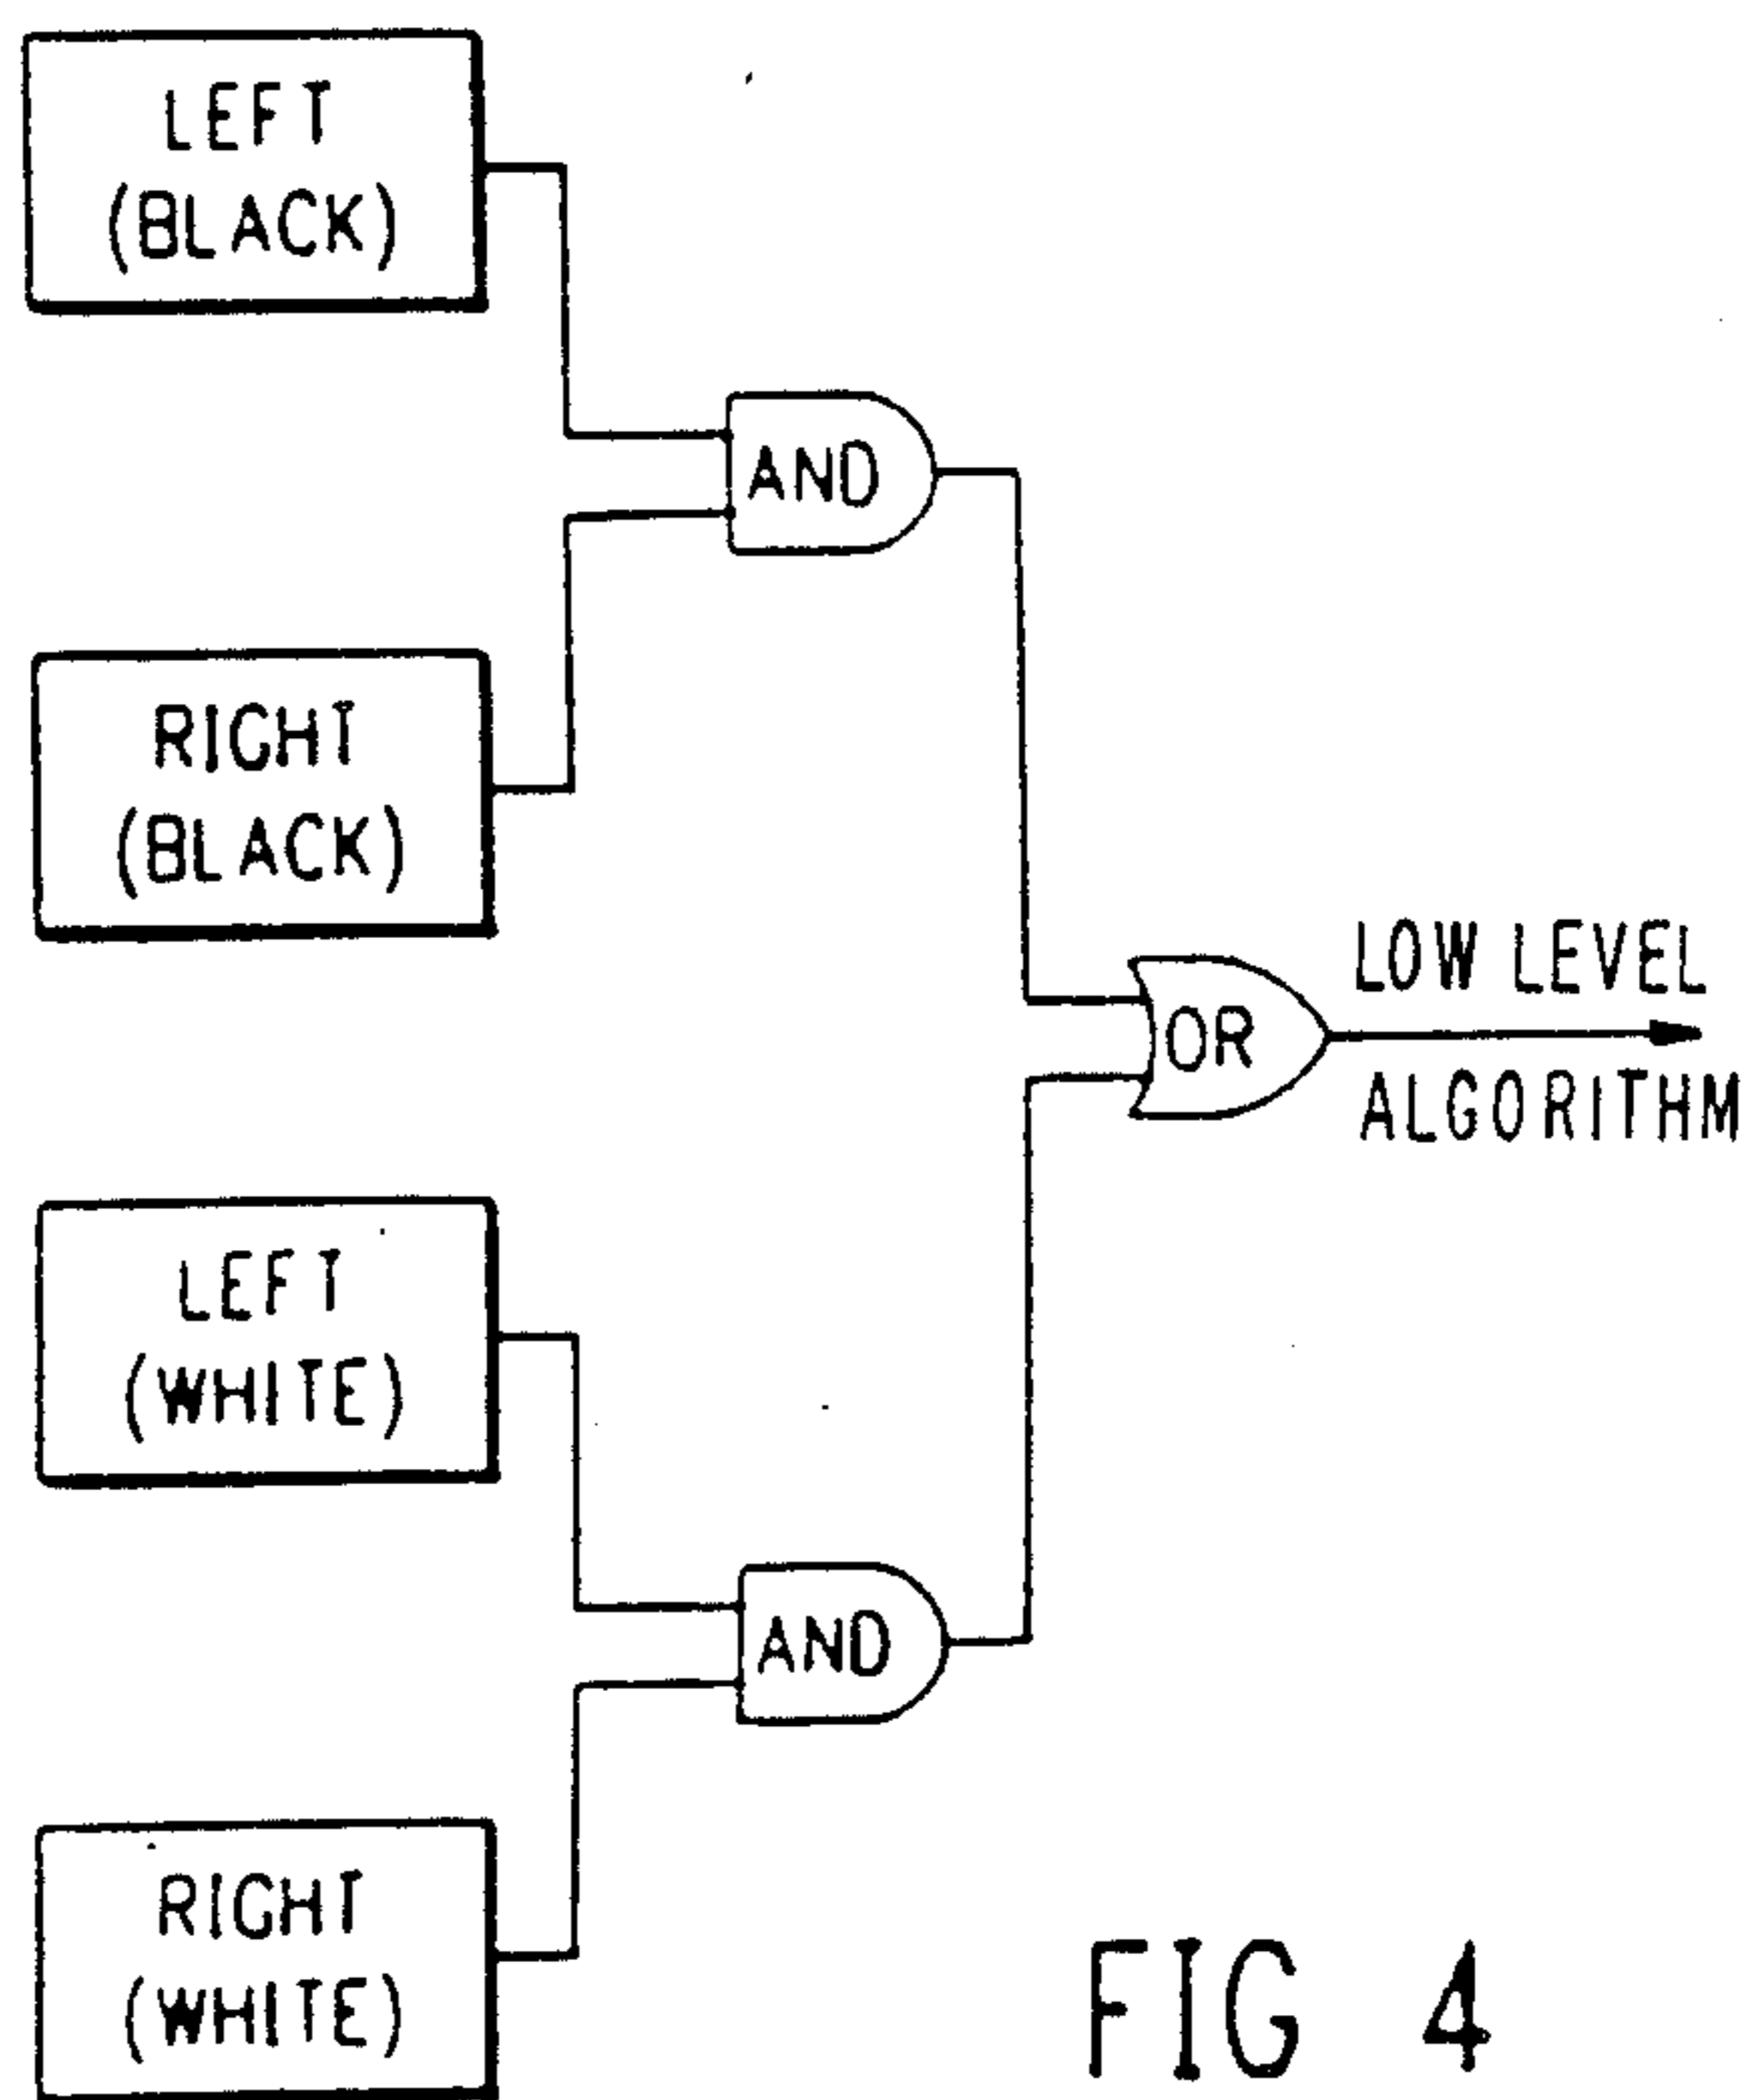 LEFT
(BLACK)
AND
RIGHT
(BLACK)
LOW LEVEL
OR
ALGORITHM
LEFT
(WHITE)
AND
RIGHT
(WHITE)
FIG 4